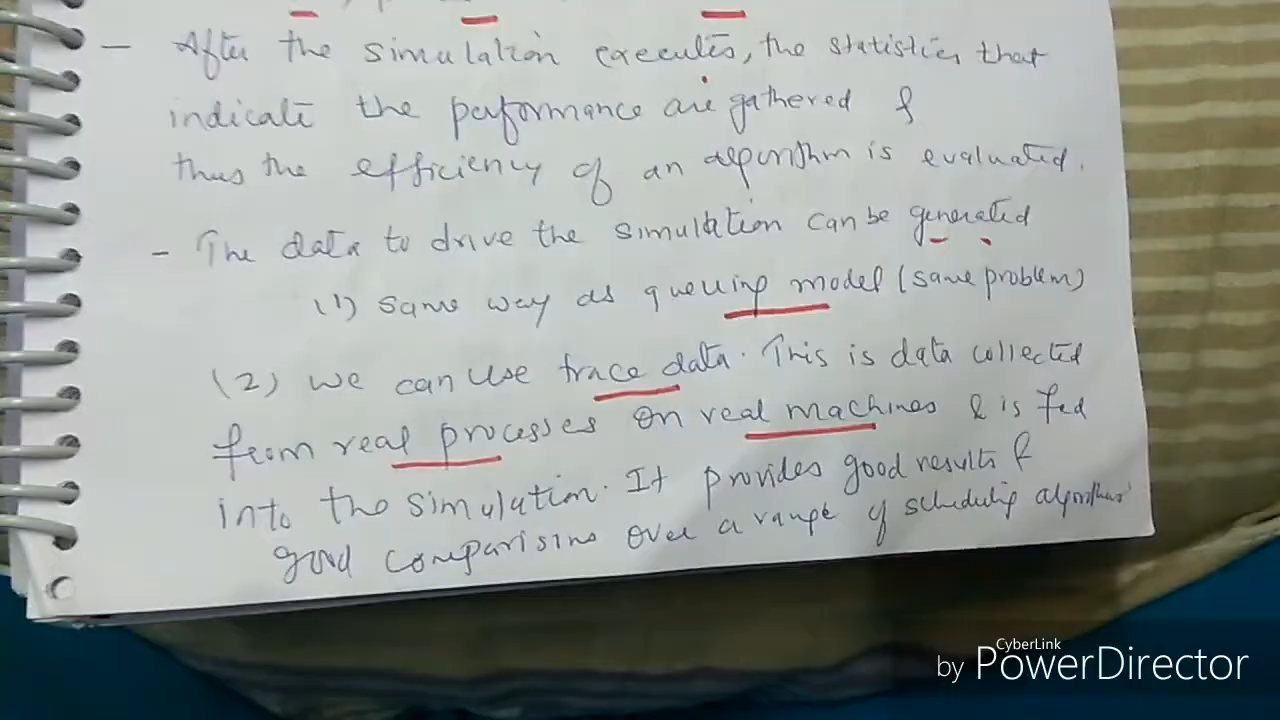 — After the simulation executes, the statistics that
indicate the performance are gathered &
thus the efficiency of an algorithm is evaluated.
- The data to drive the simulation can be generated
(1) same way as queuing model (same problem)
(2) we can use trace data. This is data collected
from real processes on real machines & is fed
into the simulation. It provides good results &
good comparisins over a range of scheduling algorithms
CyberLink
by PowerDirector